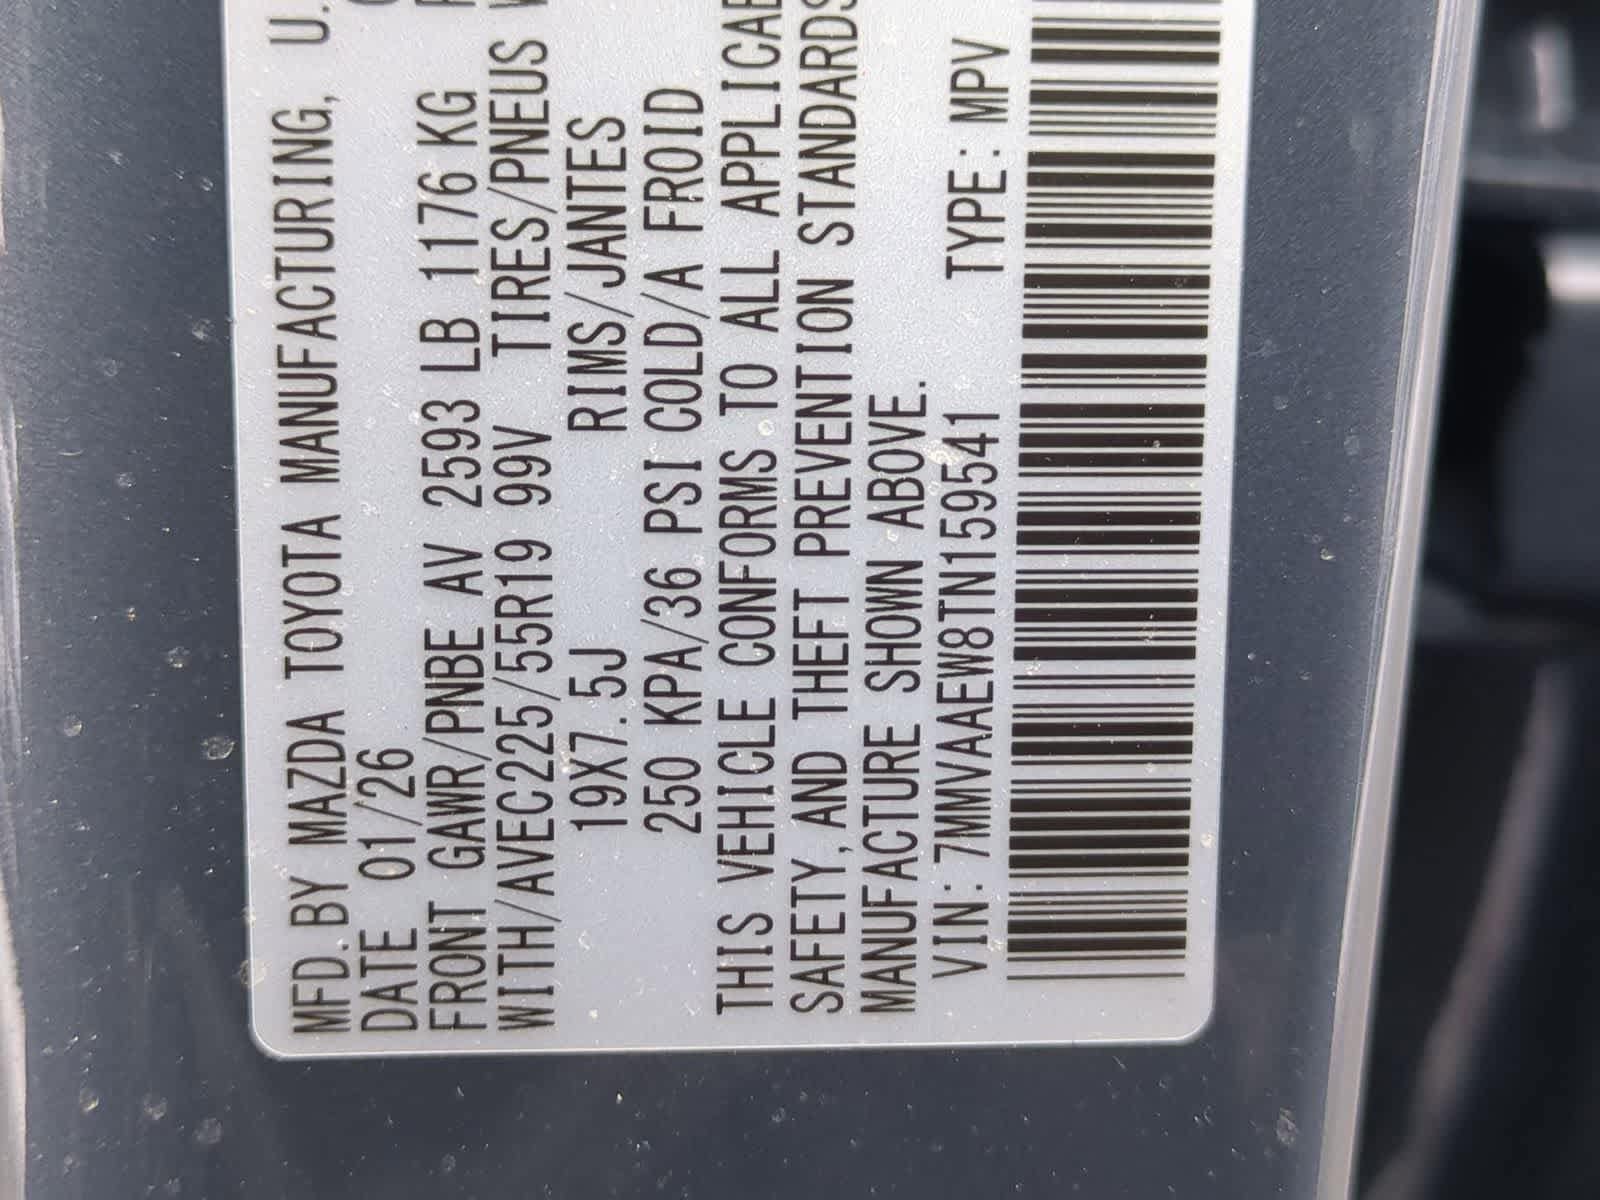 MFD.BY MAZDA TOYOTA MANUFACTURING, U.
DATE 01/26
FRONT GAWR/PNBE AV 2593 LB 1176 KG
WITH/AVEC225/55R19 99V TIRES/PNEUS
19X7.5J RIMS/JANTES
250 KPA/36 PSI COLD/A FROID
THIS VEHICLE CONFORMS TO ALL APPLICAB
SAFETY, AND THEFT PREVENTION STANDARDS
MANUFACTURE SHOWN ABOVE.
VIN:7MMVAAEW8TN159541 TYPE:MPV